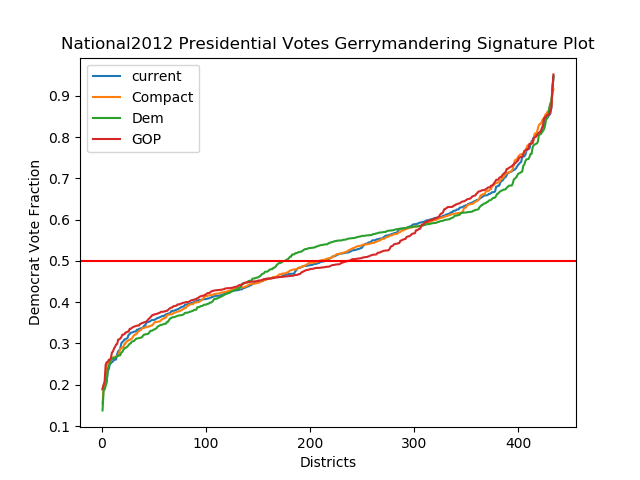 National2012 Presidential Votes Gerrymandering Signature Plot
current
Compact
Dem
GOP
0.9
0.8
0.7
0.6
0.5
0.4
0.3
0.2
0.1
Democrat Vote Fraction
0 100 200 300 400
Districts